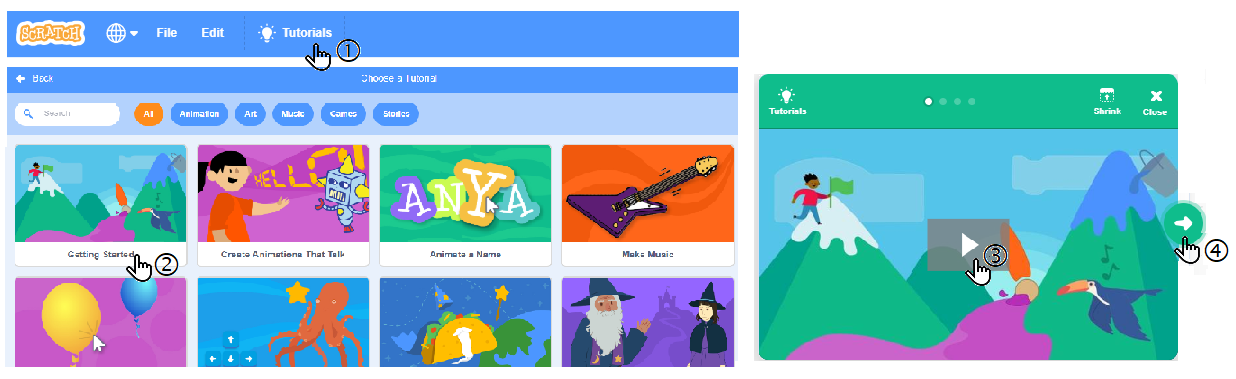 SCRATCH File Edit Tutorials ①
Back Choose a Tutorial
Search All Animation Art Music Games Stories
HELLO!
ANYA
Getting Started ② Create Animations That Talk Animate a Name Make Music
Tutorials Shrink Close
③
④